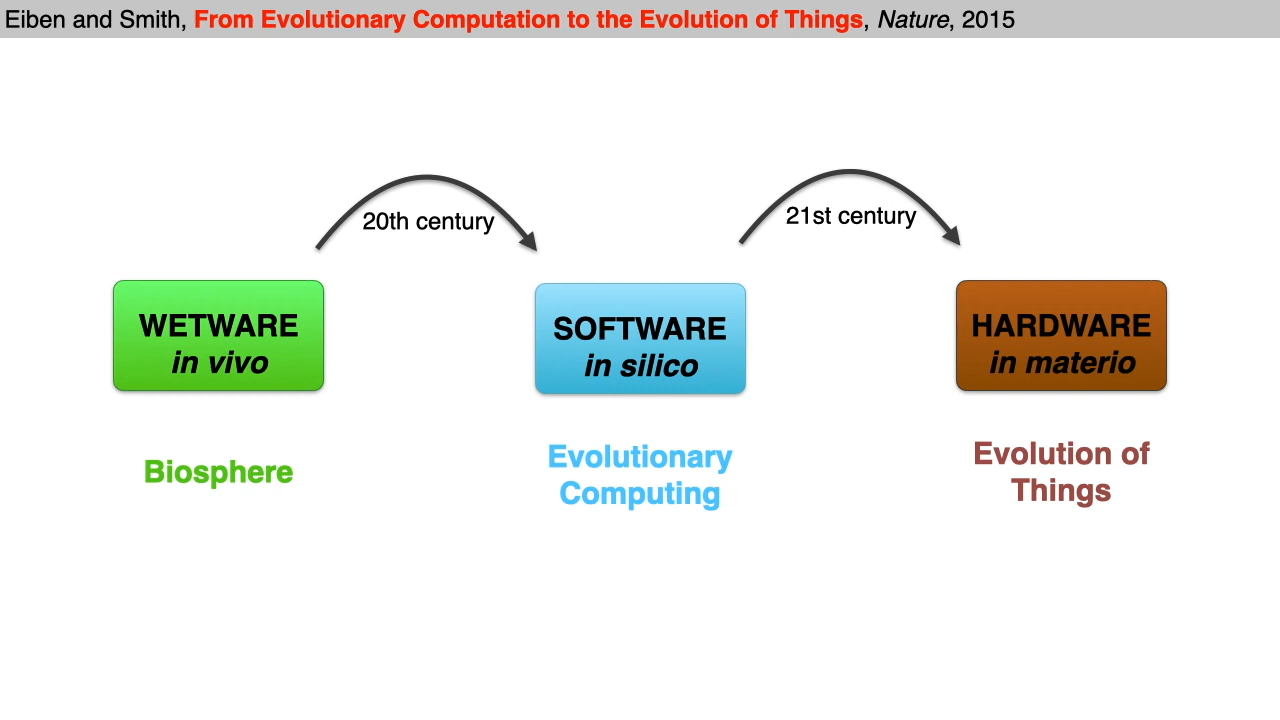 Eiben and Smith, From Evolutionary Computation to the Evolution of Things, Nature, 2015
20th century
21st century
WETWARE
in vivo
SOFTWARE
in silico
HARDWARE
in materio
Biosphere
Evolutionary
Computing
Evolution of
Things